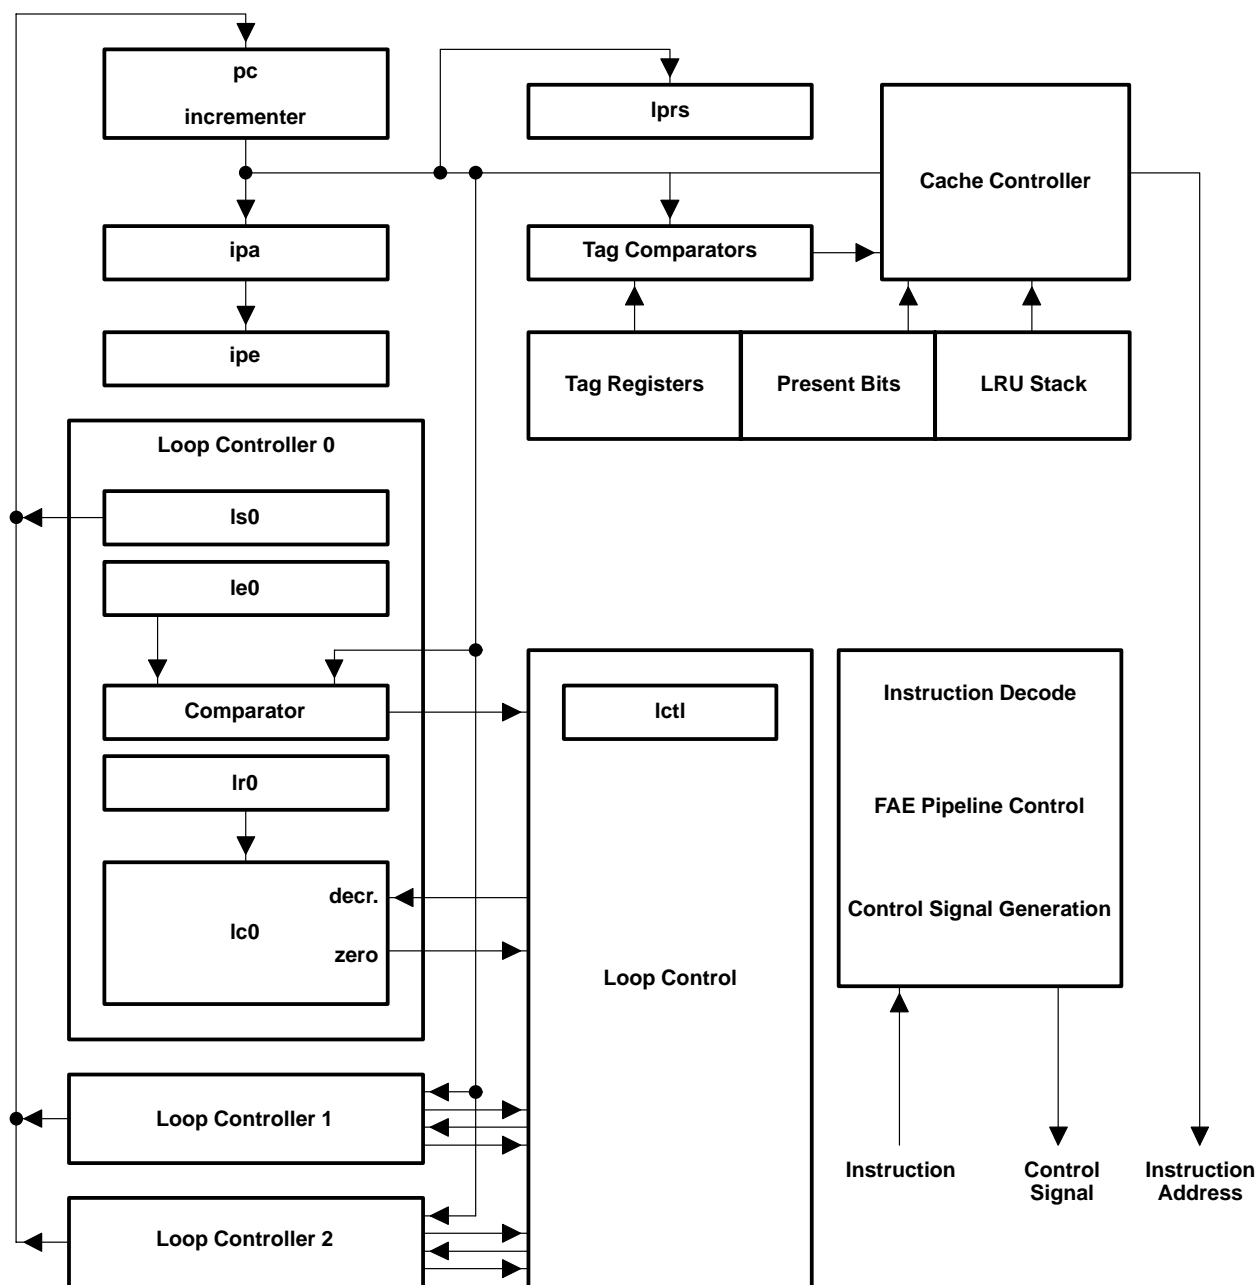 pc
incrementer
lprs
Cache Controller
ipa
Tag Comparators
ipe
Tag Registers
Present Bits
LRU Stack
Loop Controller 0
ls0
le0
Comparator
lctl
Instruction Decode
lr0
FAE Pipeline Control
decr.
lc0
zero
Control Signal Generation
Loop Control
Loop Controller 1
Instruction
Control
Signal
Instruction
Address
Loop Controller 2